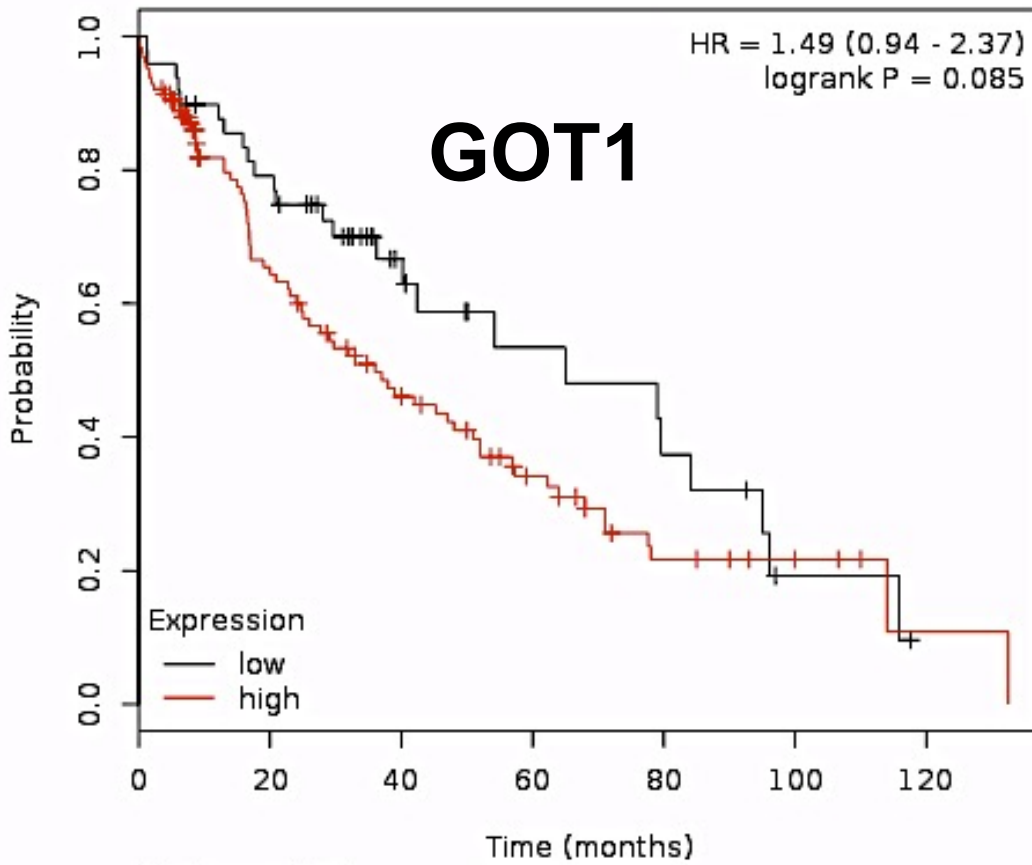 HR = 1.49 (0.94 - 2.37)
logrank P = 0.085
GOT1
Probability
1.0
0.8
0.6
0.4
0.2
0.0
Expression
low
high
0 20 40 60 80 100 120
Time (months)